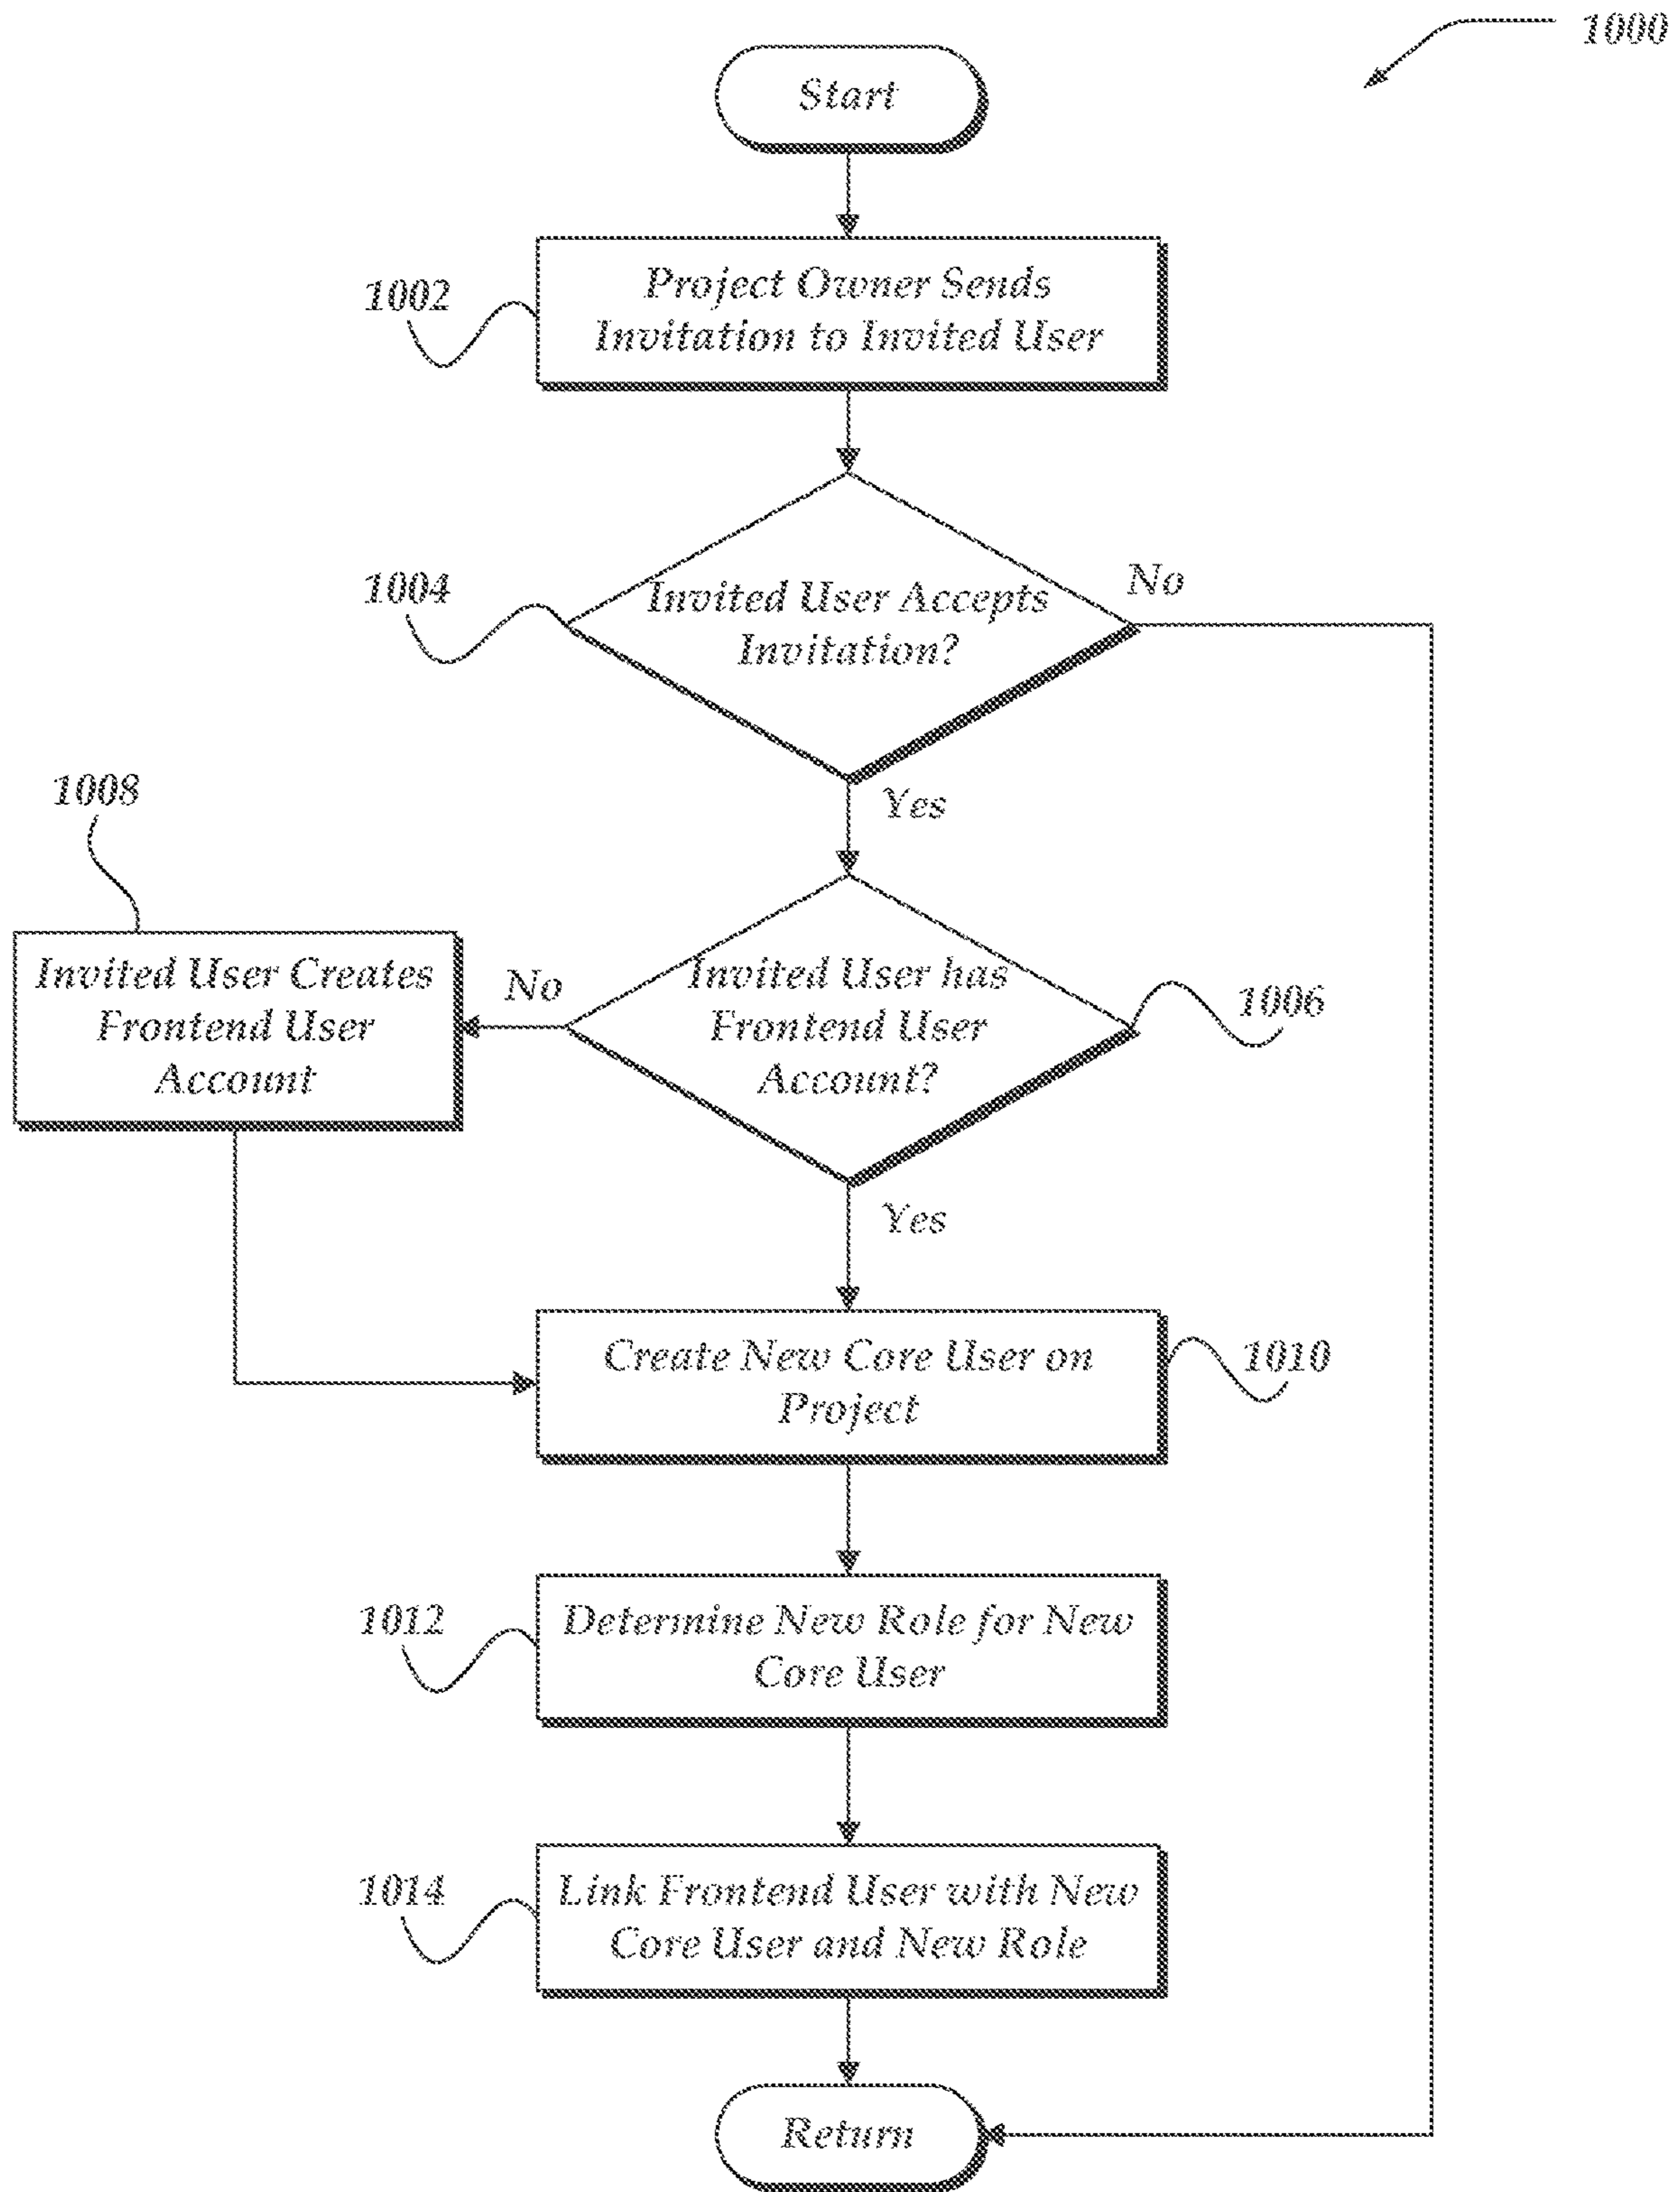 1000
Start
1002
Project Owner Sends
Invitation to Invited User
1004
Invited User Accepts
Invitation?
No
Yes
1008
Invited User Creates
Frontend User
Account
No
Invited User has
Frontend User
Account?
1006
Yes
Create New Core User on
Project
1010
1012
Determine New Role for New
Core User
1014
Link Frontend User with New
Core User and New Role
Return